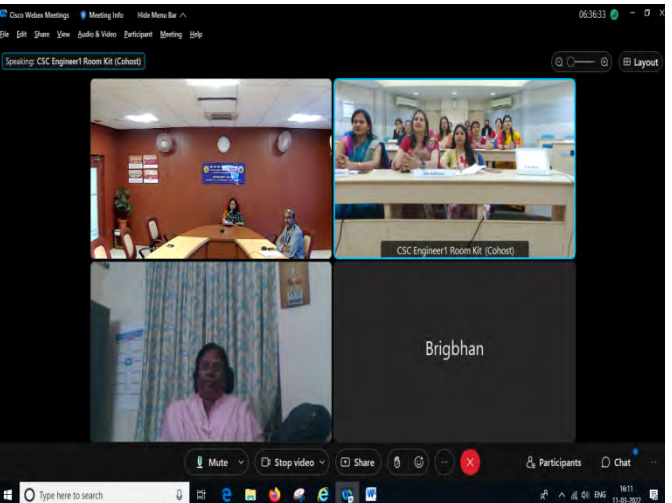 Cisco Webex Meetings Meeting Info Hide Menu Bar 06:36:33
File Edit Share View Audio & Video Participant Meeting Help
Speaking: CSC Engineer1 Room Kit (Cohost)
Layout
CSC Engineer1 Room Kit (Cohost)
Brigbhan
Mute Stop video Share Participants Chat
Type here to search
ENG 16:11
11-03-2022